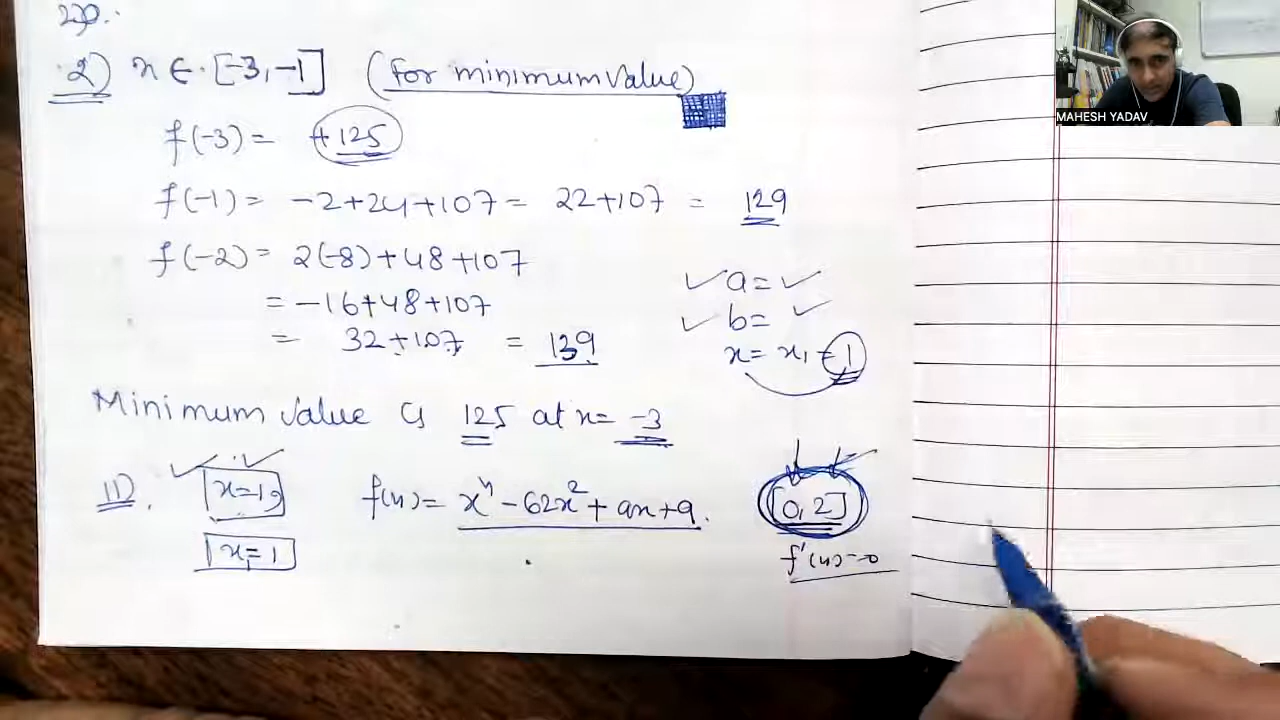 2) x ∈ [-3, -1] (for minimum value)
f(-3) = +125
f(-1) = -2+24+107 = 22+107 = 129
f(-2) = 2(-8)+48+107
= -16+48+107
= 32+107 = 139
a =
b =
x = x, 1
Minimum value is 125 at x = -3
11). x=1, f(x) = x⁴ - 62x² + ax + 9. [0, 2]
x=1 f'(x)=0
MAHESH YADAV